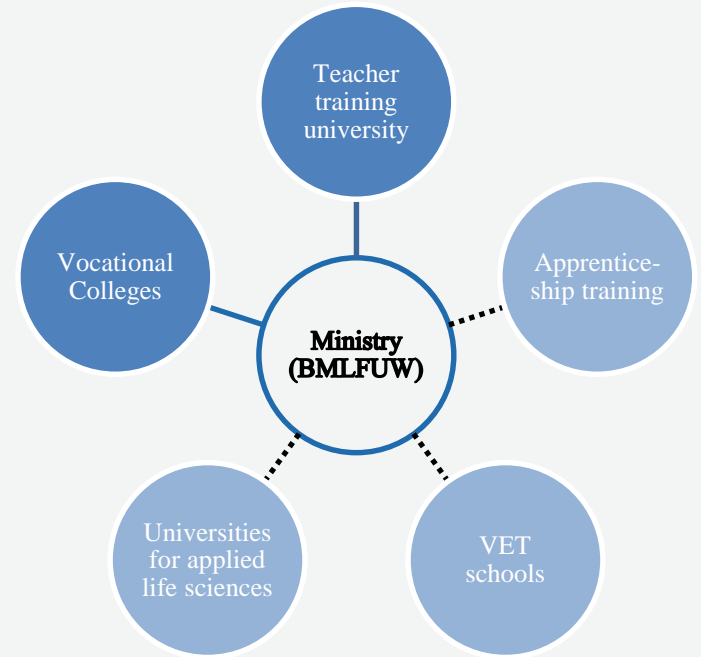 Teacher
training
university
Vocational
Colleges
Apprentice-
ship training
Ministry
(BMLFUW)
Universities
for applied
life sciences
VET
schools